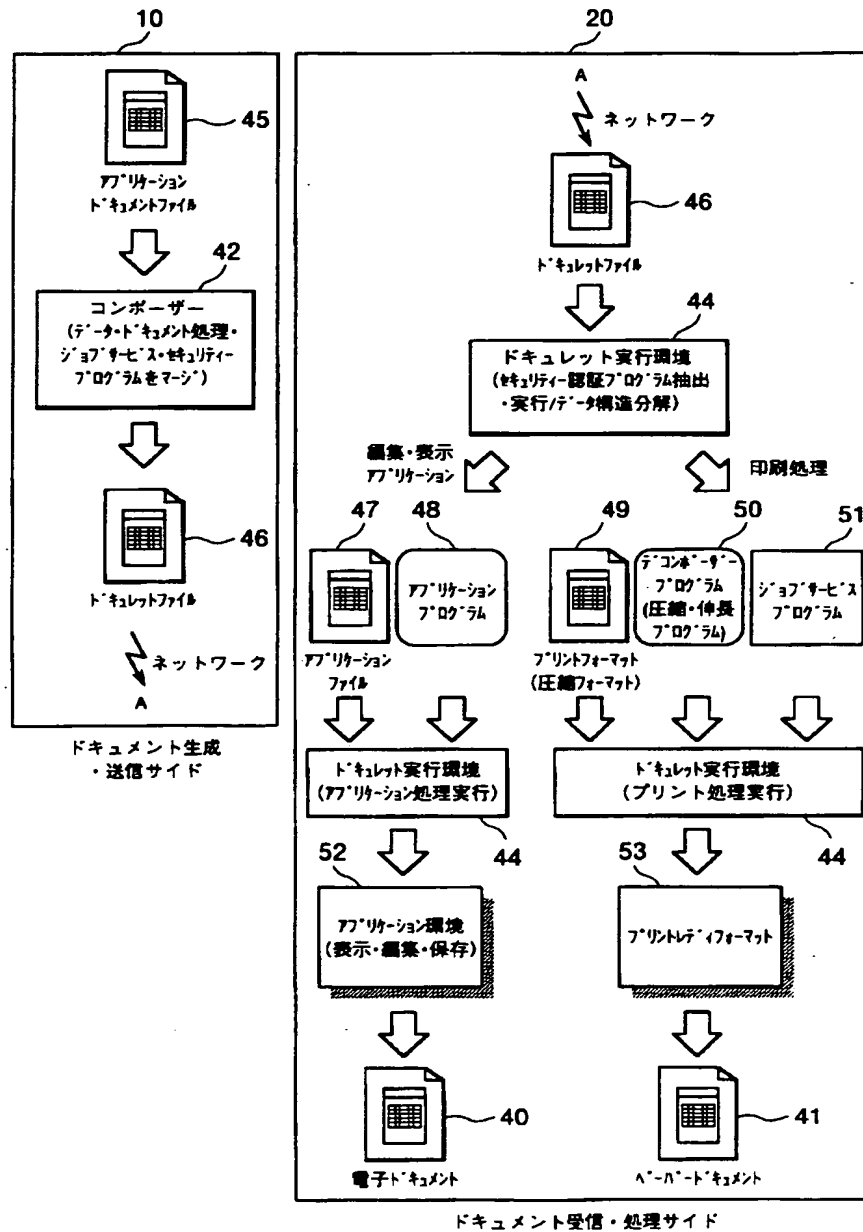 10
45
アプリケーション
ドキュメントファイル
42
コンポーザー
(データ・ドキュメント処理・
ジョブサービス・セキュリティー
プログラムをマージ)
46
ドキュレットファイル
ネットワーク
A
ドキュメント生成
・送信サイド
20
A
ネットワーク
46
ドキュレットファイル
44
ドキュレット実行環境
(セキュリティー認証プログラム抽出
・実行/データ構造分解)
編集・表示
アプリケーション
印刷処理
47
48
49
50
51
アプリケーション
プログラム
デコンポーザー
プログラム
(圧縮・伸長
プログラム)
ジョブサービス
プログラム
アプリケーション
ファイル
プリントフォーマット
(圧縮フォーマット)
ドキュレット実行環境
(アプリケーション処理実行)
ドキュレット実行環境
(プリント処理実行)
44
44
52
53
アプリケーション環境
(表示・編集・保存)
プリントレディフォーマット
40
41
電子ドキュメント
ペーパードキュメント
ドキュメント受信・処理サイド